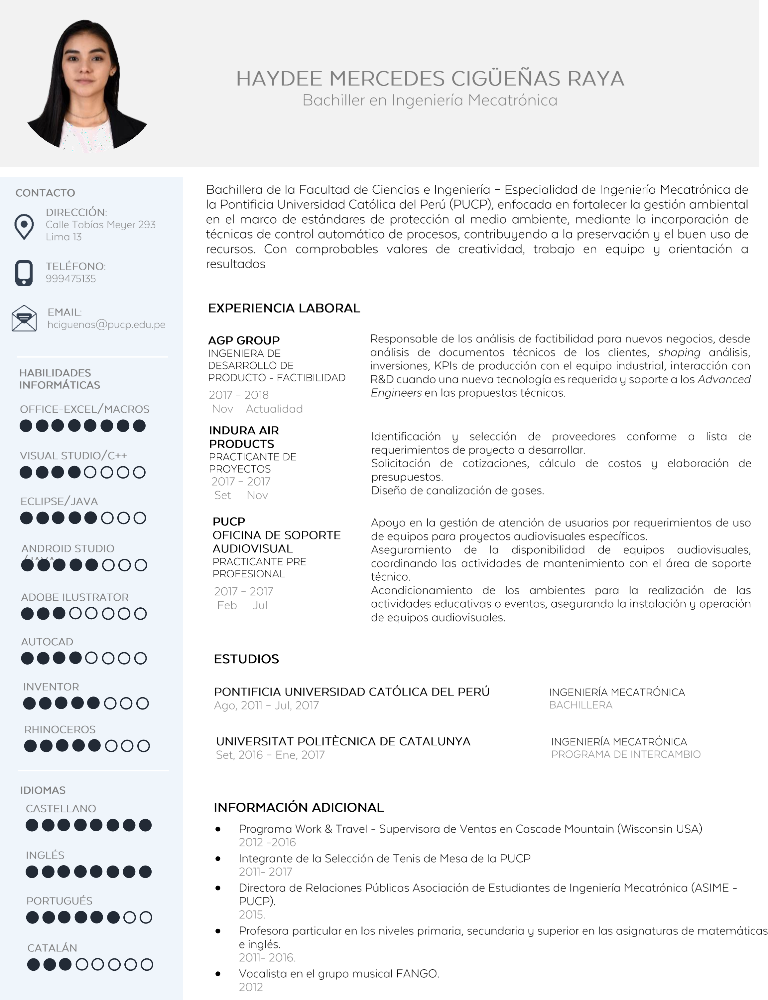 HAYDEE MERCEDES CIGÜEÑAS RAYA
Bachiller en Ingeniería Mecatrónica
CONTACTO
DIRECCIÓN:
Calle Tobías Meyer 293
Lima 13
TELÉFONO:
999475135
EMAIL:
hciguenas@pucp.edu.pe
HABILIDADES
INFORMÁTICAS
OFFICE-EXCEL/MACROS
VISUAL STUDIO/C++
ECLIPSE/JAVA
ANDROID STUDIO
/JAVA
ADOBE ILUSTRATOR
AUTOCAD
INVENTOR
RHINOCEROS
IDIOMAS
CASTELLANO
INGLÉS
PORTUGUÉS
CATALÁN
Bachillera de la Facultad de Ciencias e Ingeniería – Especialidad de Ingeniería Mecatrónica de
la Pontificia Universidad Católica del Perú (PUCP), enfocada en fortalecer la gestión ambiental
en el marco de estándares de protección al medio ambiente, mediante la incorporación de
técnicas de control automático de procesos, contribuyendo a la preservación y el buen uso de
recursos. Con comprobables valores de creatividad, trabajo en equipo y orientación a
resultados
EXPERIENCIA LABORAL
AGP GROUP
INGENIERA DE
DESARROLLO DE
PRODUCTO - FACTIBILIDAD
2017 – 2018
Nov Actualidad
Responsable de los análisis de factibilidad para nuevos negocios, desde
análisis de documentos técnicos de los clientes, shaping análisis,
inversiones, KPIs de producción con el equipo industrial, interacción con
R&D cuando una nueva tecnología es requerida y soporte a los Advanced
Engineers en las propuestas técnicas.
INDURA AIR
PRODUCTS
PRACTICANTE DE
PROYECTOS
2017 – 2017
Set Nov
Identificación y selección de proveedores conforme a lista de
requerimientos de proyecto a desarrollar.
Solicitación de cotizaciones, cálculo de costos y elaboración de
presupuestos.
Diseño de canalización de gases.
PUCP
OFICINA DE SOPORTE
AUDIOVISUAL
PRACTICANTE PRE
PROFESIONAL
2017 – 2017
Feb Jul
Apoyo en la gestión de atención de usuarios por requerimientos de uso
de equipos para proyectos audiovisuales específicos.
Aseguramiento de la disponibilidad de equipos audiovisuales,
coordinando las actividades de mantenimiento con el área de soporte
técnico.
Acondicionamiento de los ambientes para la realización de las
actividades educativas o eventos, asegurando la instalación y operación
de equipos audiovisuales.
ESTUDIOS
PONTIFICIA UNIVERSIDAD CATÓLICA DEL PERÚ
Ago, 2011 – Jul, 2017
INGENIERÍA MECATRÓNICA
BACHILLERA
UNIVERSITAT POLITÈCNICA DE CATALUNYA
Set, 2016 – Ene, 2017
INGENIERÍA MECATRÓNICA
PROGRAMA DE INTERCAMBIO
INFORMACIÓN ADICIONAL
● Programa Work & Travel - Supervisora de Ventas en Cascade Mountain (Wisconsin USA)
2012 -2016
● Integrante de la Selección de Tenis de Mesa de la PUCP
2011- 2017
● Directora de Relaciones Públicas Asociación de Estudiantes de Ingeniería Mecatrónica (ASIME -
PUCP).
2015.
● Profesora particular en los niveles primaria, secundaria y superior en las asignaturas de matemáticas
e inglés.
2011- 2016.
● Vocalista en el grupo musical FANGO.
2012